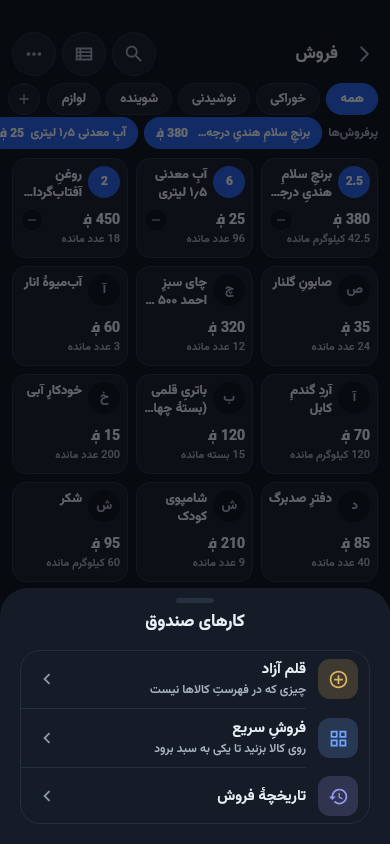 فروش
همه
خوراکی
نوشیدنی
شوینده
لوازم
پرفروش‌ها
برنج سلام هندیِ درجه... 380 ؋
آب معدنی ۱٫۵ لیتری 25 ؋
2.5
برنج سلام هندیِ درجـ...
380 ؋
42.5 کیلوگرم مانده
6
آب معدنی ۱٫۵ لیتری
25 ؋
96 عدد مانده
2
روغنِ آفتاب‌گردا...
450 ؋
18 عدد مانده
ص
صابونِ گلنار
35 ؋
24 عدد مانده
چ
چای سبزِ احمد ۵۰۰ ...
320 ؋
12 عدد مانده
آ
آب‌میوهٔ انار
60 ؋
3 عدد مانده
آ
آردِ گندمِ کابل
70 ؋
120 کیلوگرم مانده
ب
باتریِ قلمی (بستهٔ چها...
120 ؋
15 بسته مانده
خ
خودکارِ آبی
15 ؋
200 عدد مانده
د
دفترِ صدبرگ
85 ؋
40 عدد مانده
ش
شامپوی کودک
210 ؋
9 عدد مانده
ش
شکر
90 ؋
60 کیلوگرم مانده
کارهای صندوق
قلم آزاد
چیزی که در فهرستِ کالاها نیست
فروشِ سریع
روی کالا بزنید تا یکی به سبد برود
تاریخچهٔ فروش